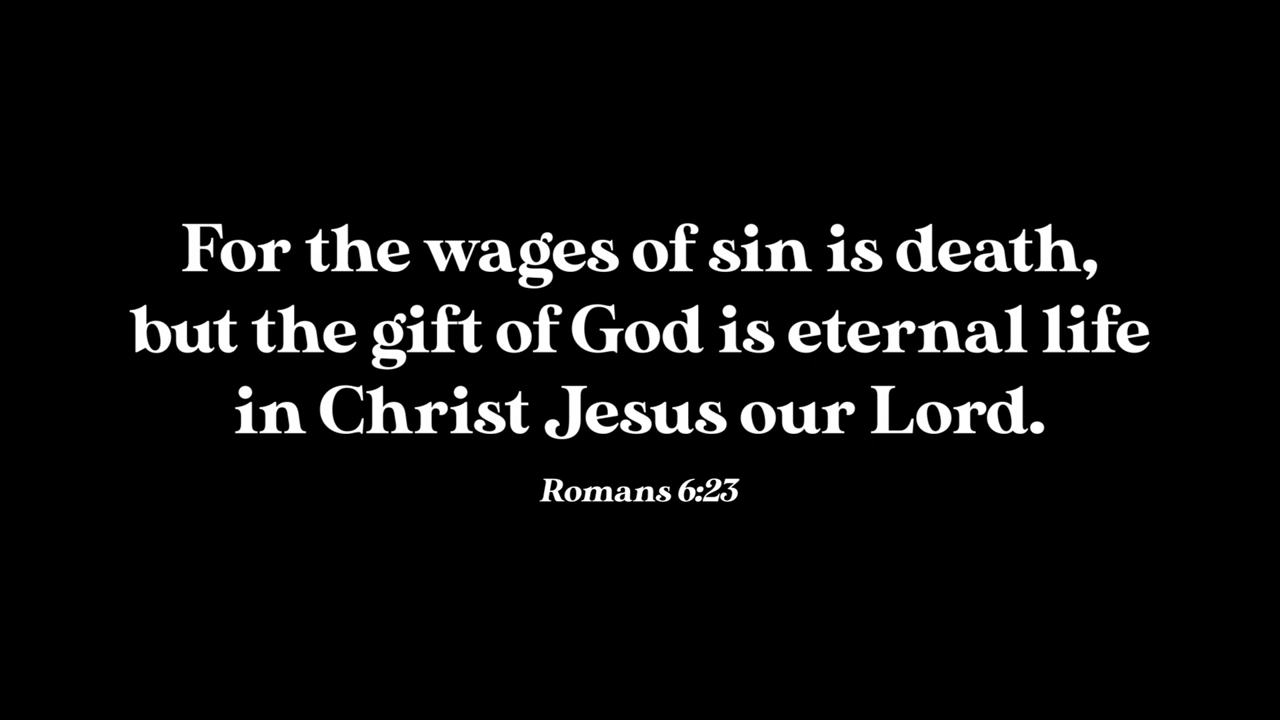 For the wages of sin is death,
but the gift of God is eternal life
in Christ Jesus our Lord.
Romans 6:23